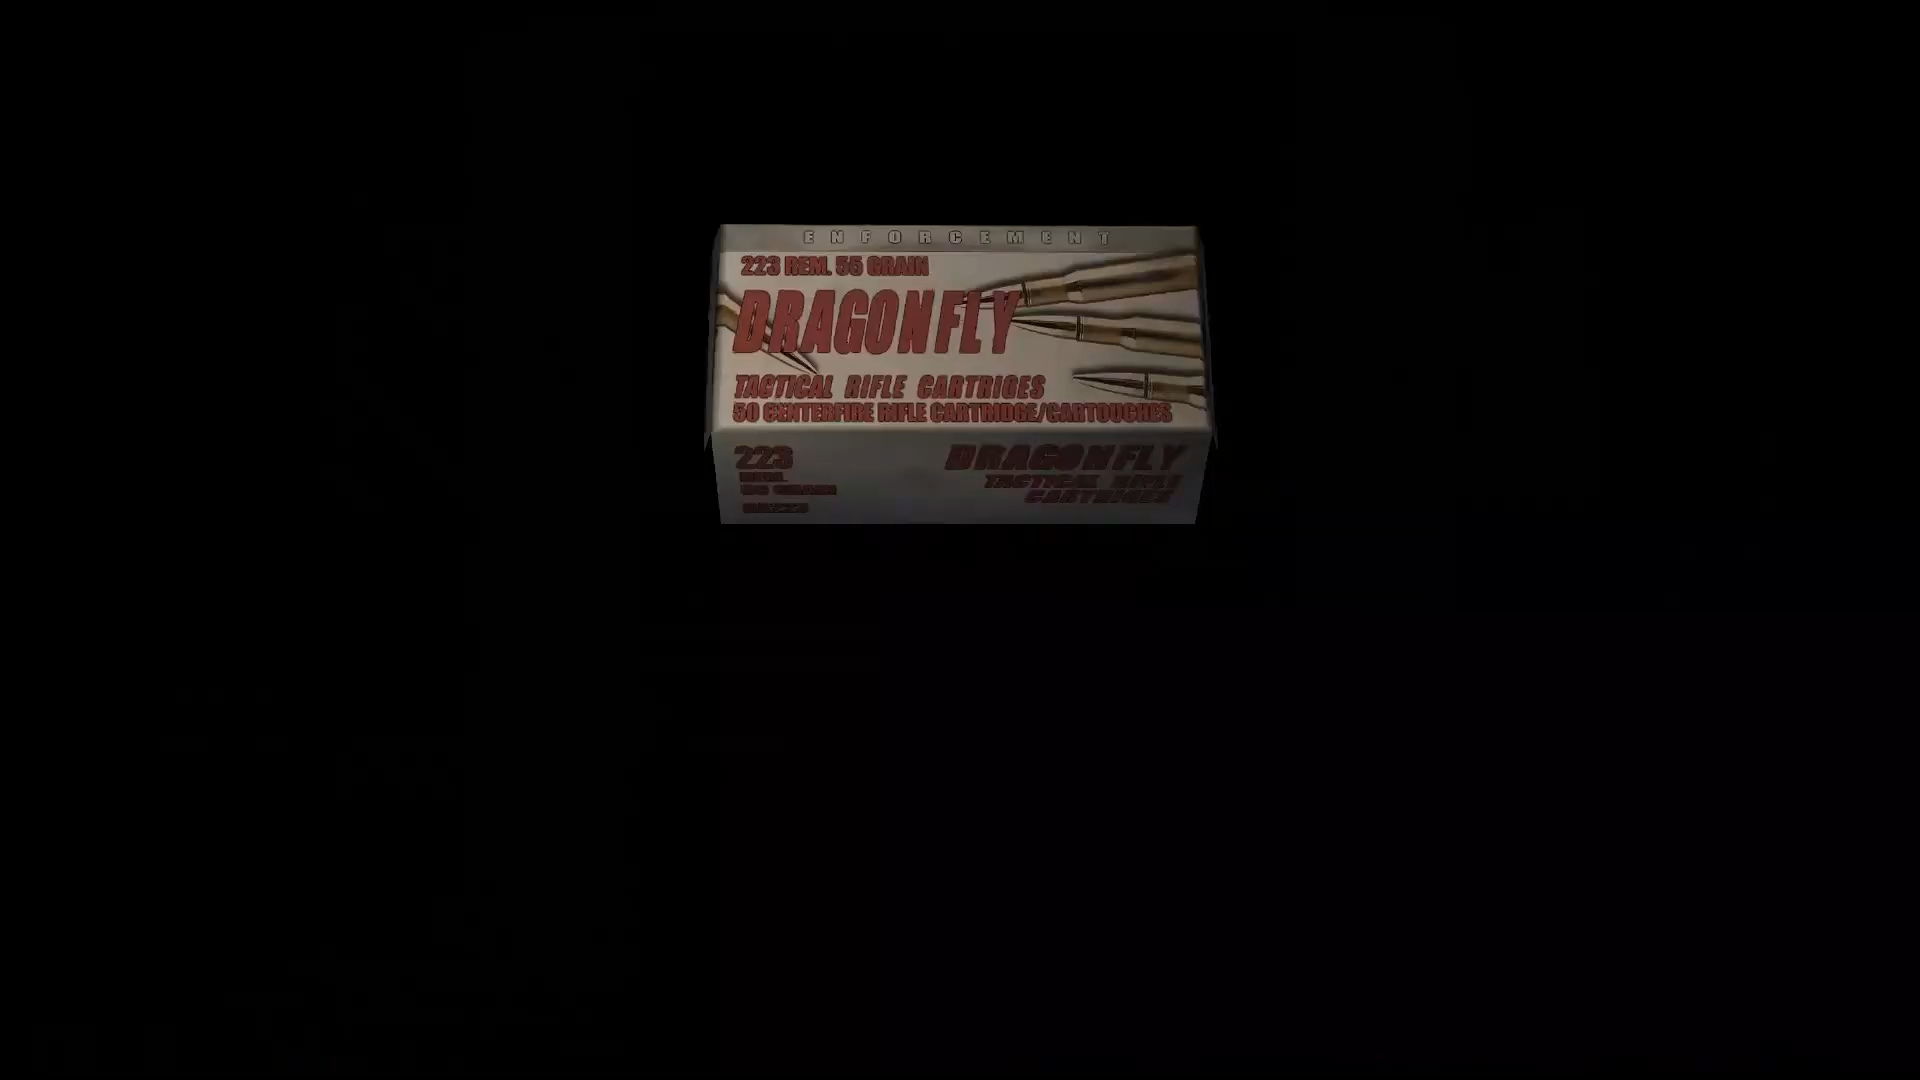 ENFORCEMENT
223 REM. 55 GRAIN
DRAGONFLY
TACTICAL RIFLE CARTRIGES
50 CENTERFIRE RIFLE CARTRIDGE/CARTOUCHES
223
DRAGONFLY
TACTICAL RIFLE
CARTRIGES